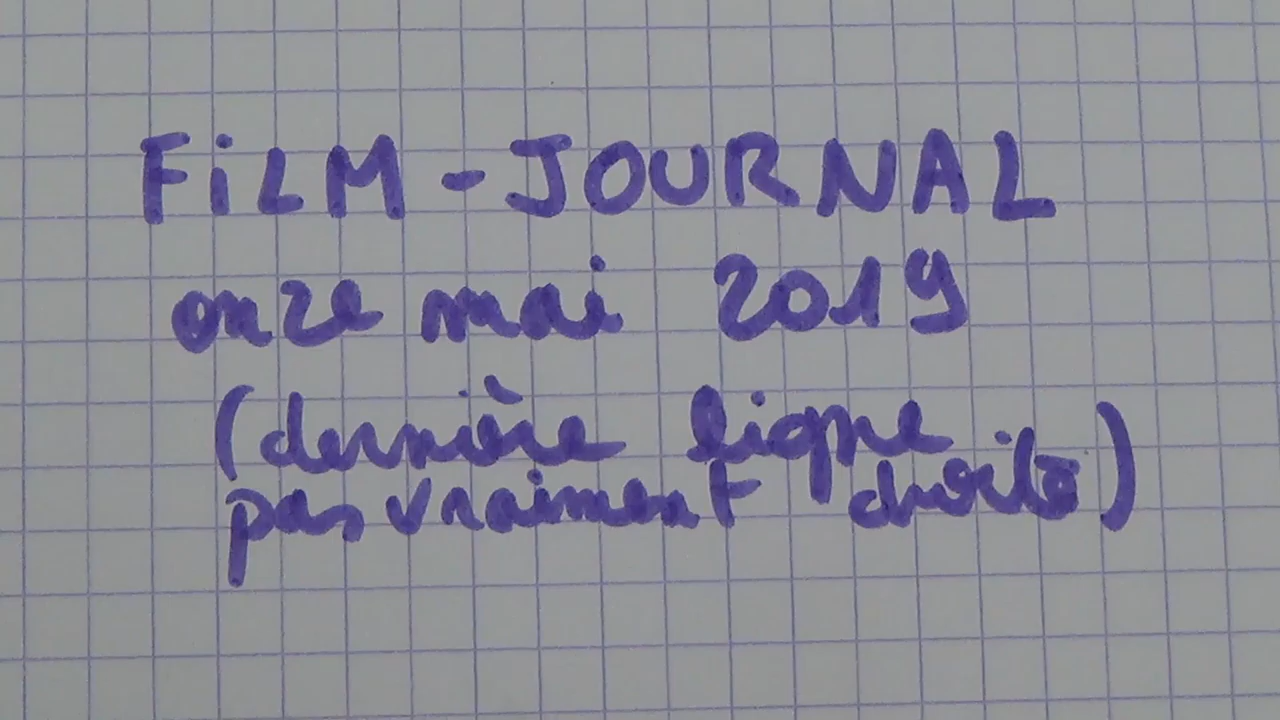 FiLM-JOURNAL
onze mai 2019
(dernière ligne
pas vraiment droite)